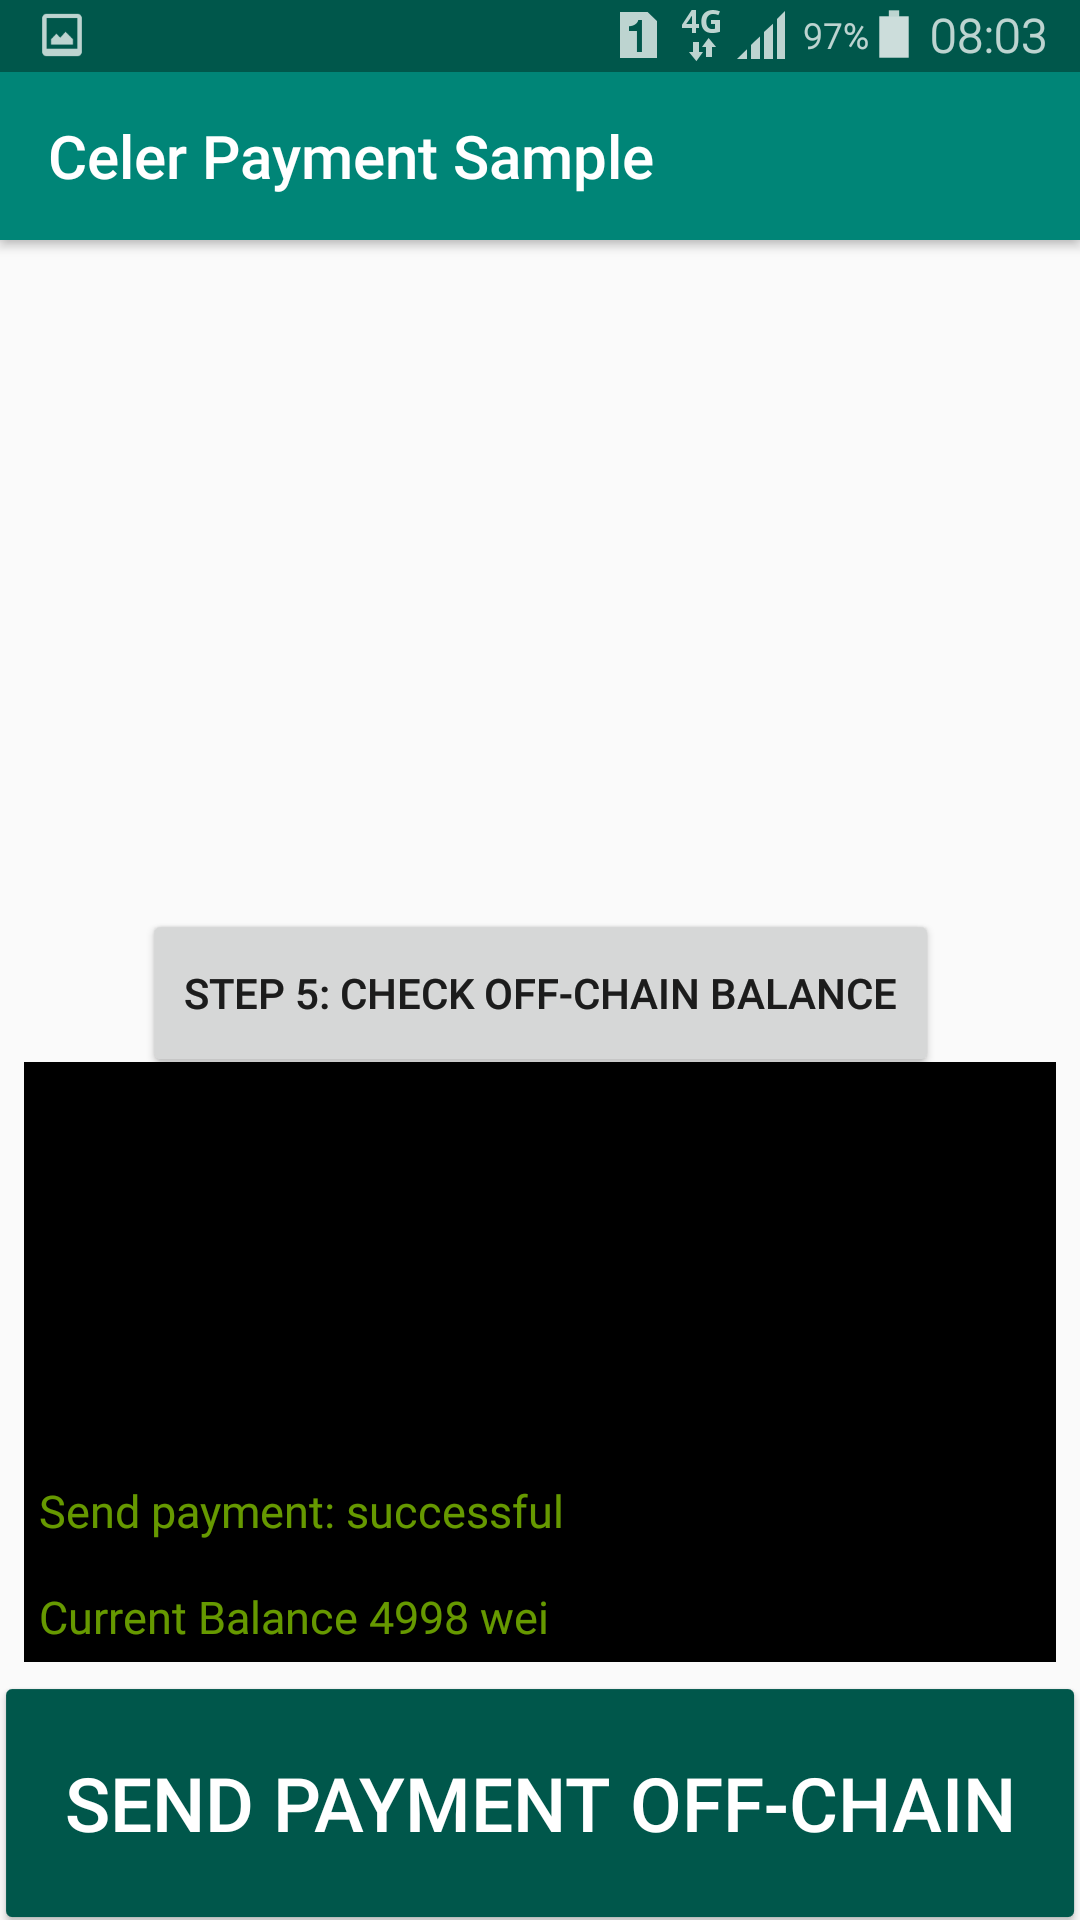 1 4G 97% 08:03
Celer Payment Sample
STEP 5: CHECK OFF-CHAIN BALANCE
Send payment: successful
Current Balance 4998 wei
SEND PAYMENT OFF-CHAIN